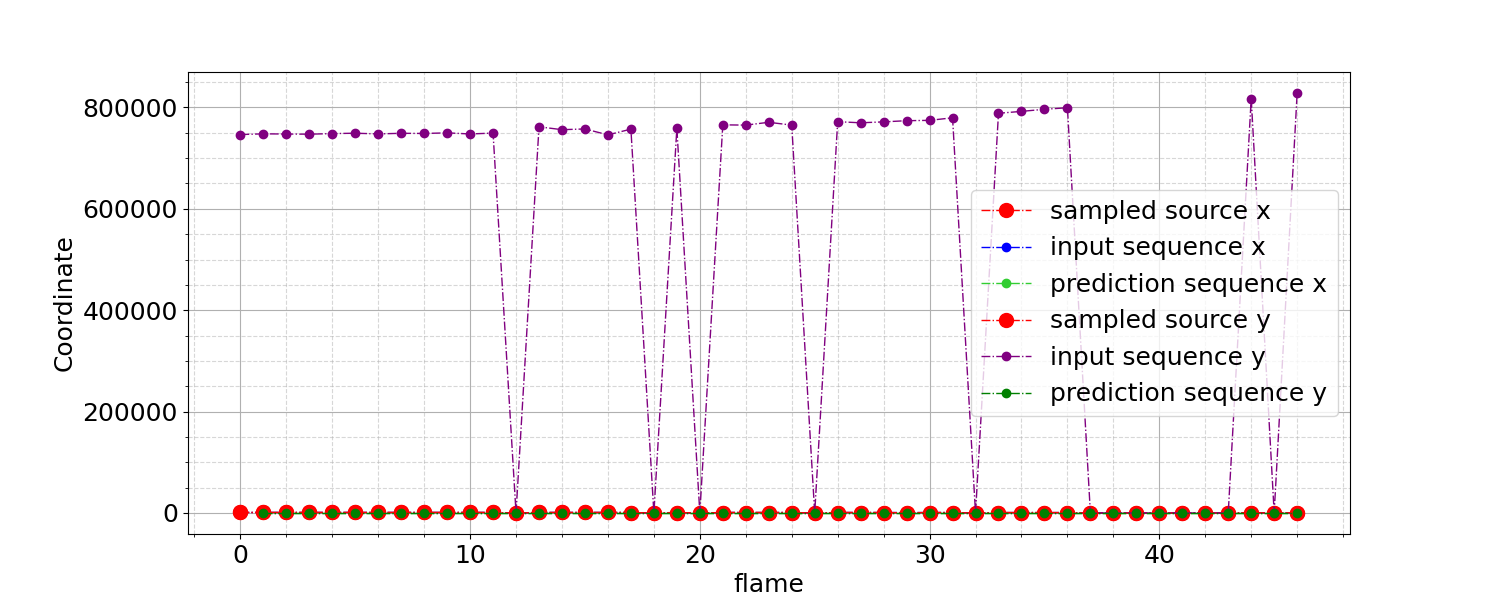 800000
600000
400000
200000
0
Coordinate
0 10 20 30 40
flame
sampled source x
input sequence x
prediction sequence x
sampled source y
input sequence y
prediction sequence y